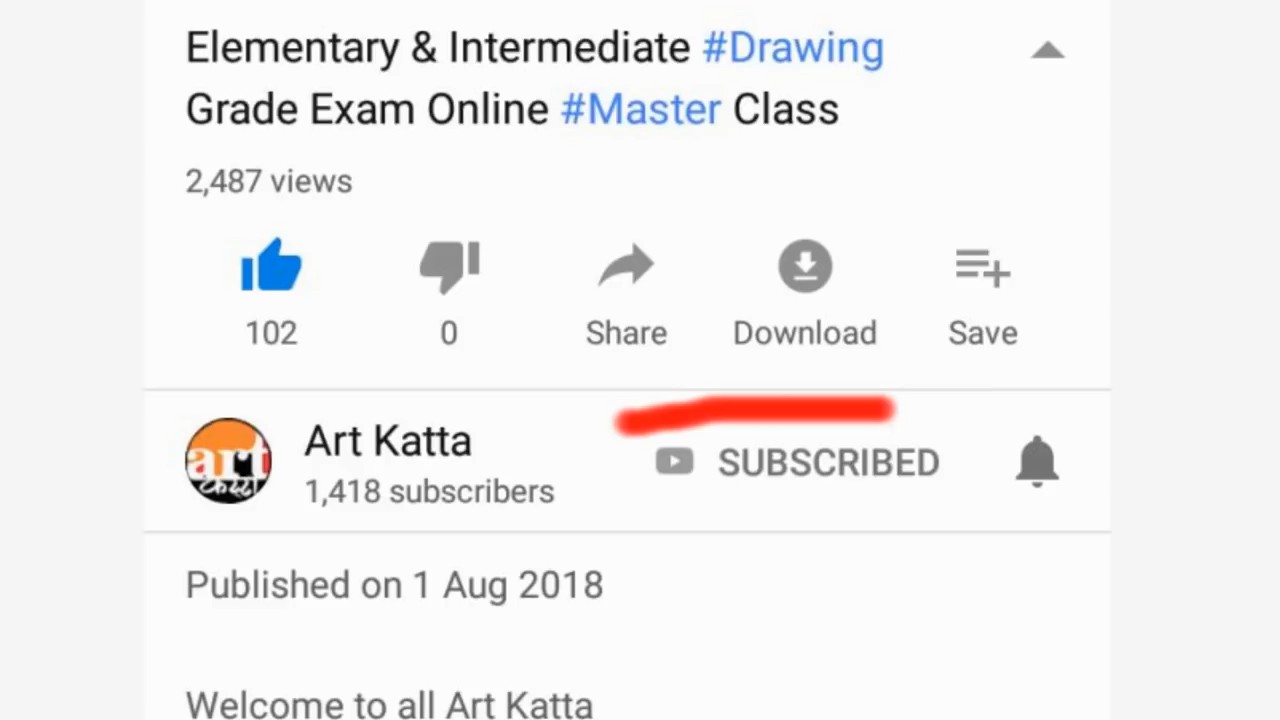 Elementary & Intermediate #Drawing
Grade Exam Online #Master Class
2,487 views
102
0
Share
Download
Save
art
Art Katta
1,418 subscribers
SUBSCRIBED
Published on 1 Aug 2018
Welcome to all Art Katta